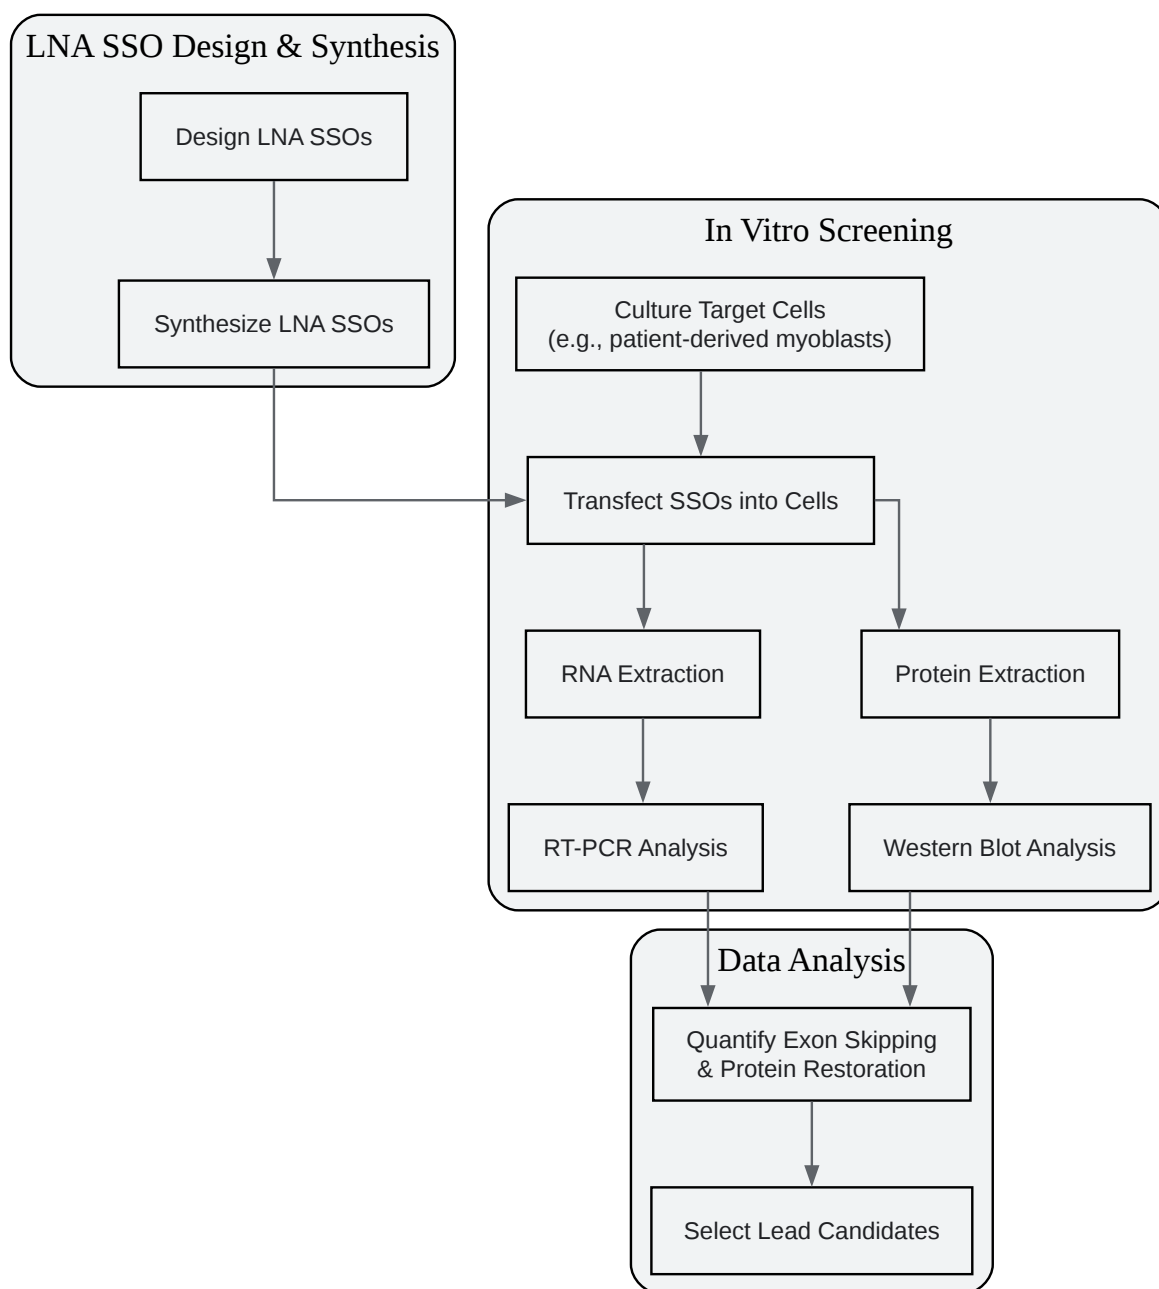 LNA SSO Design & Synthesis
Design LNA SSOs
Synthesize LNA SSOs
In Vitro Screening
Culture Target Cells
(e.g., patient-derived myoblasts)
Transfect SSOs into Cells
RNA Extraction
Protein Extraction
RT-PCR Analysis
Western Blot Analysis
Data Analysis
Quantify Exon Skipping
& Protein Restoration
Select Lead Candidates